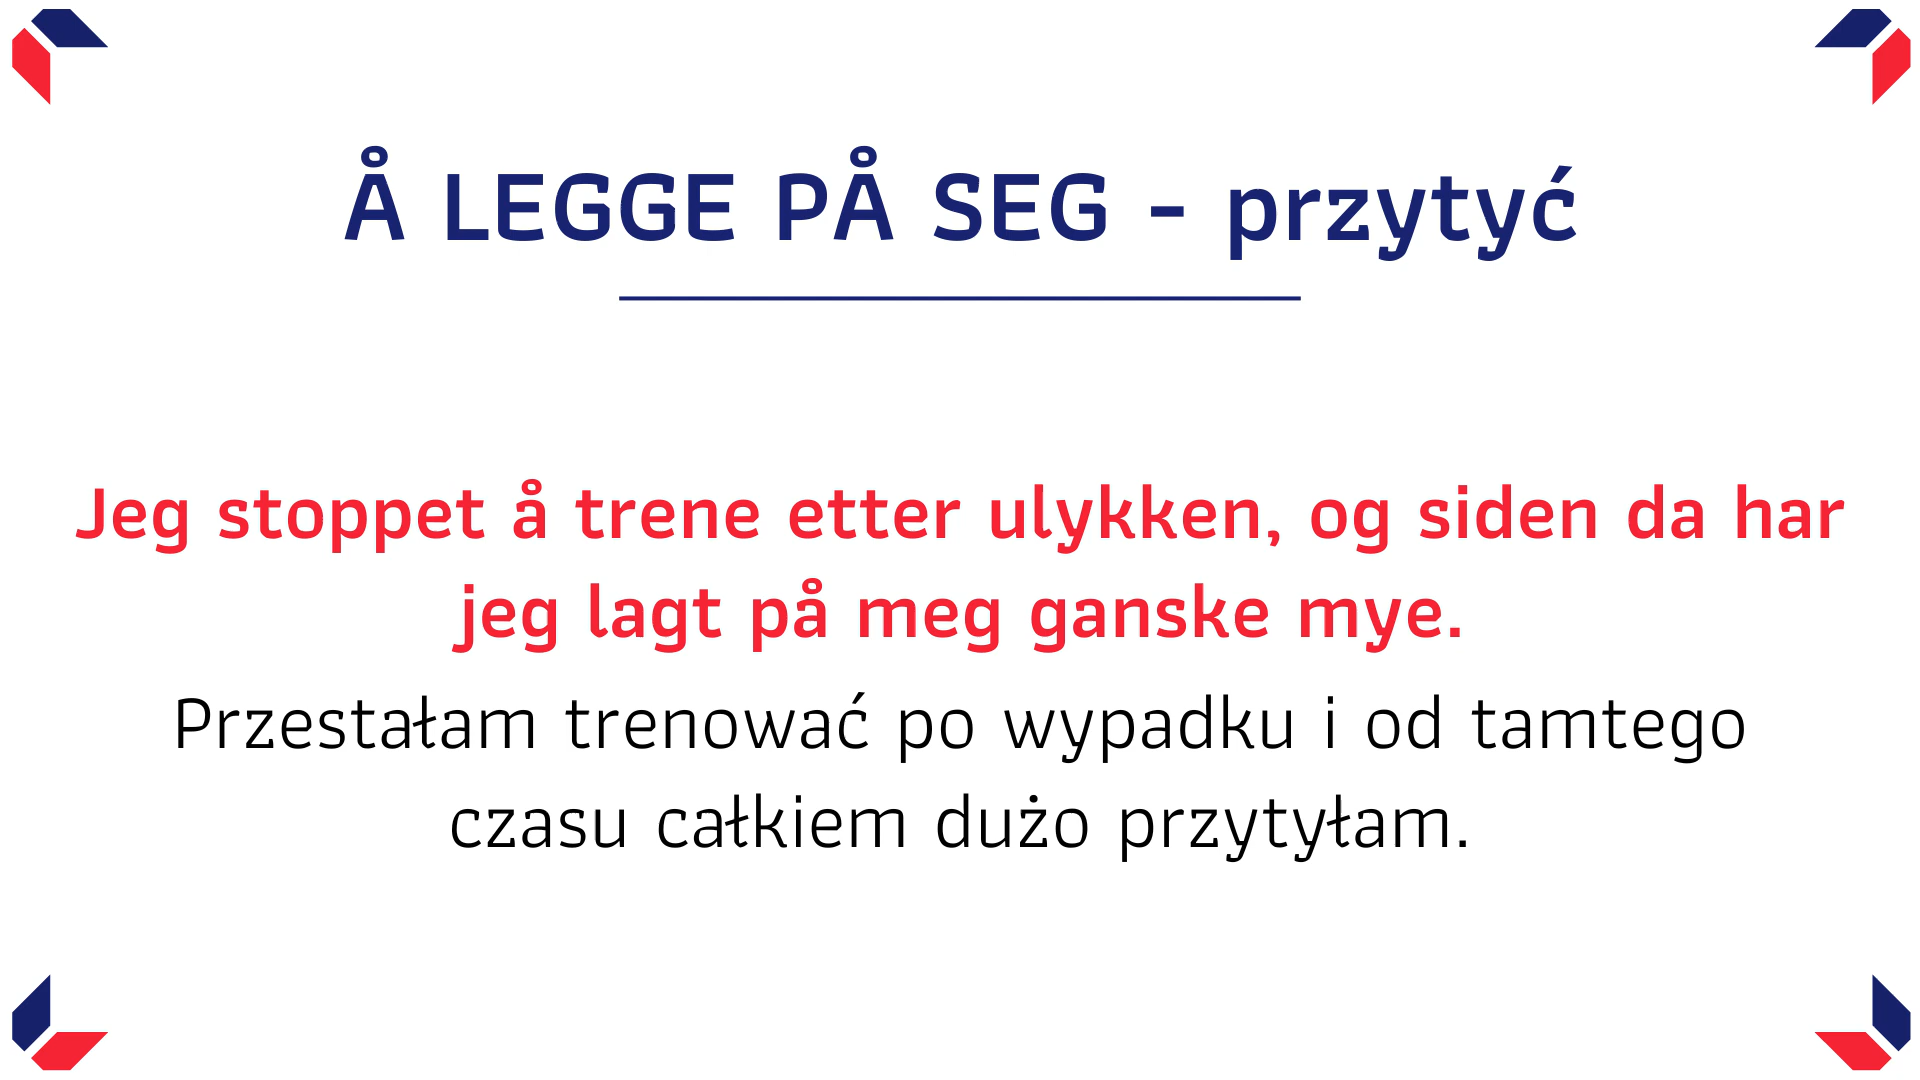 Å LEGGE PÅ SEG - przytyć
Jeg stoppet å trene etter ulykken, og siden da har
jeg lagt på meg ganske mye.
Przestałam trenować po wypadku i od tamtego
czasu całkiem dużo przytyłam.